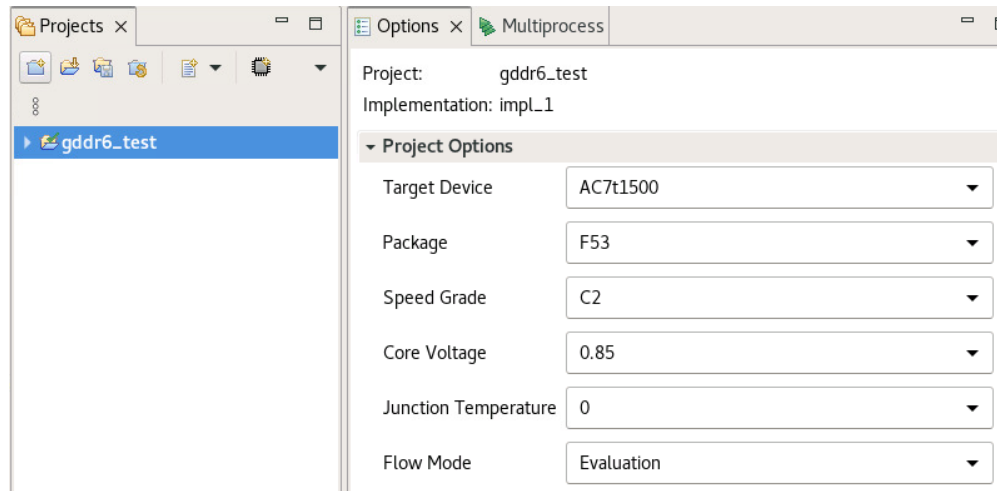 Projects
gddr6_test
Options
Multiprocess
Project: gddr6_test
Implementation: impl_1
Project Options
Target Device AC7t1500
Package F53
Speed Grade C2
Core Voltage 0.85
Junction Temperature 0
Flow Mode Evaluation